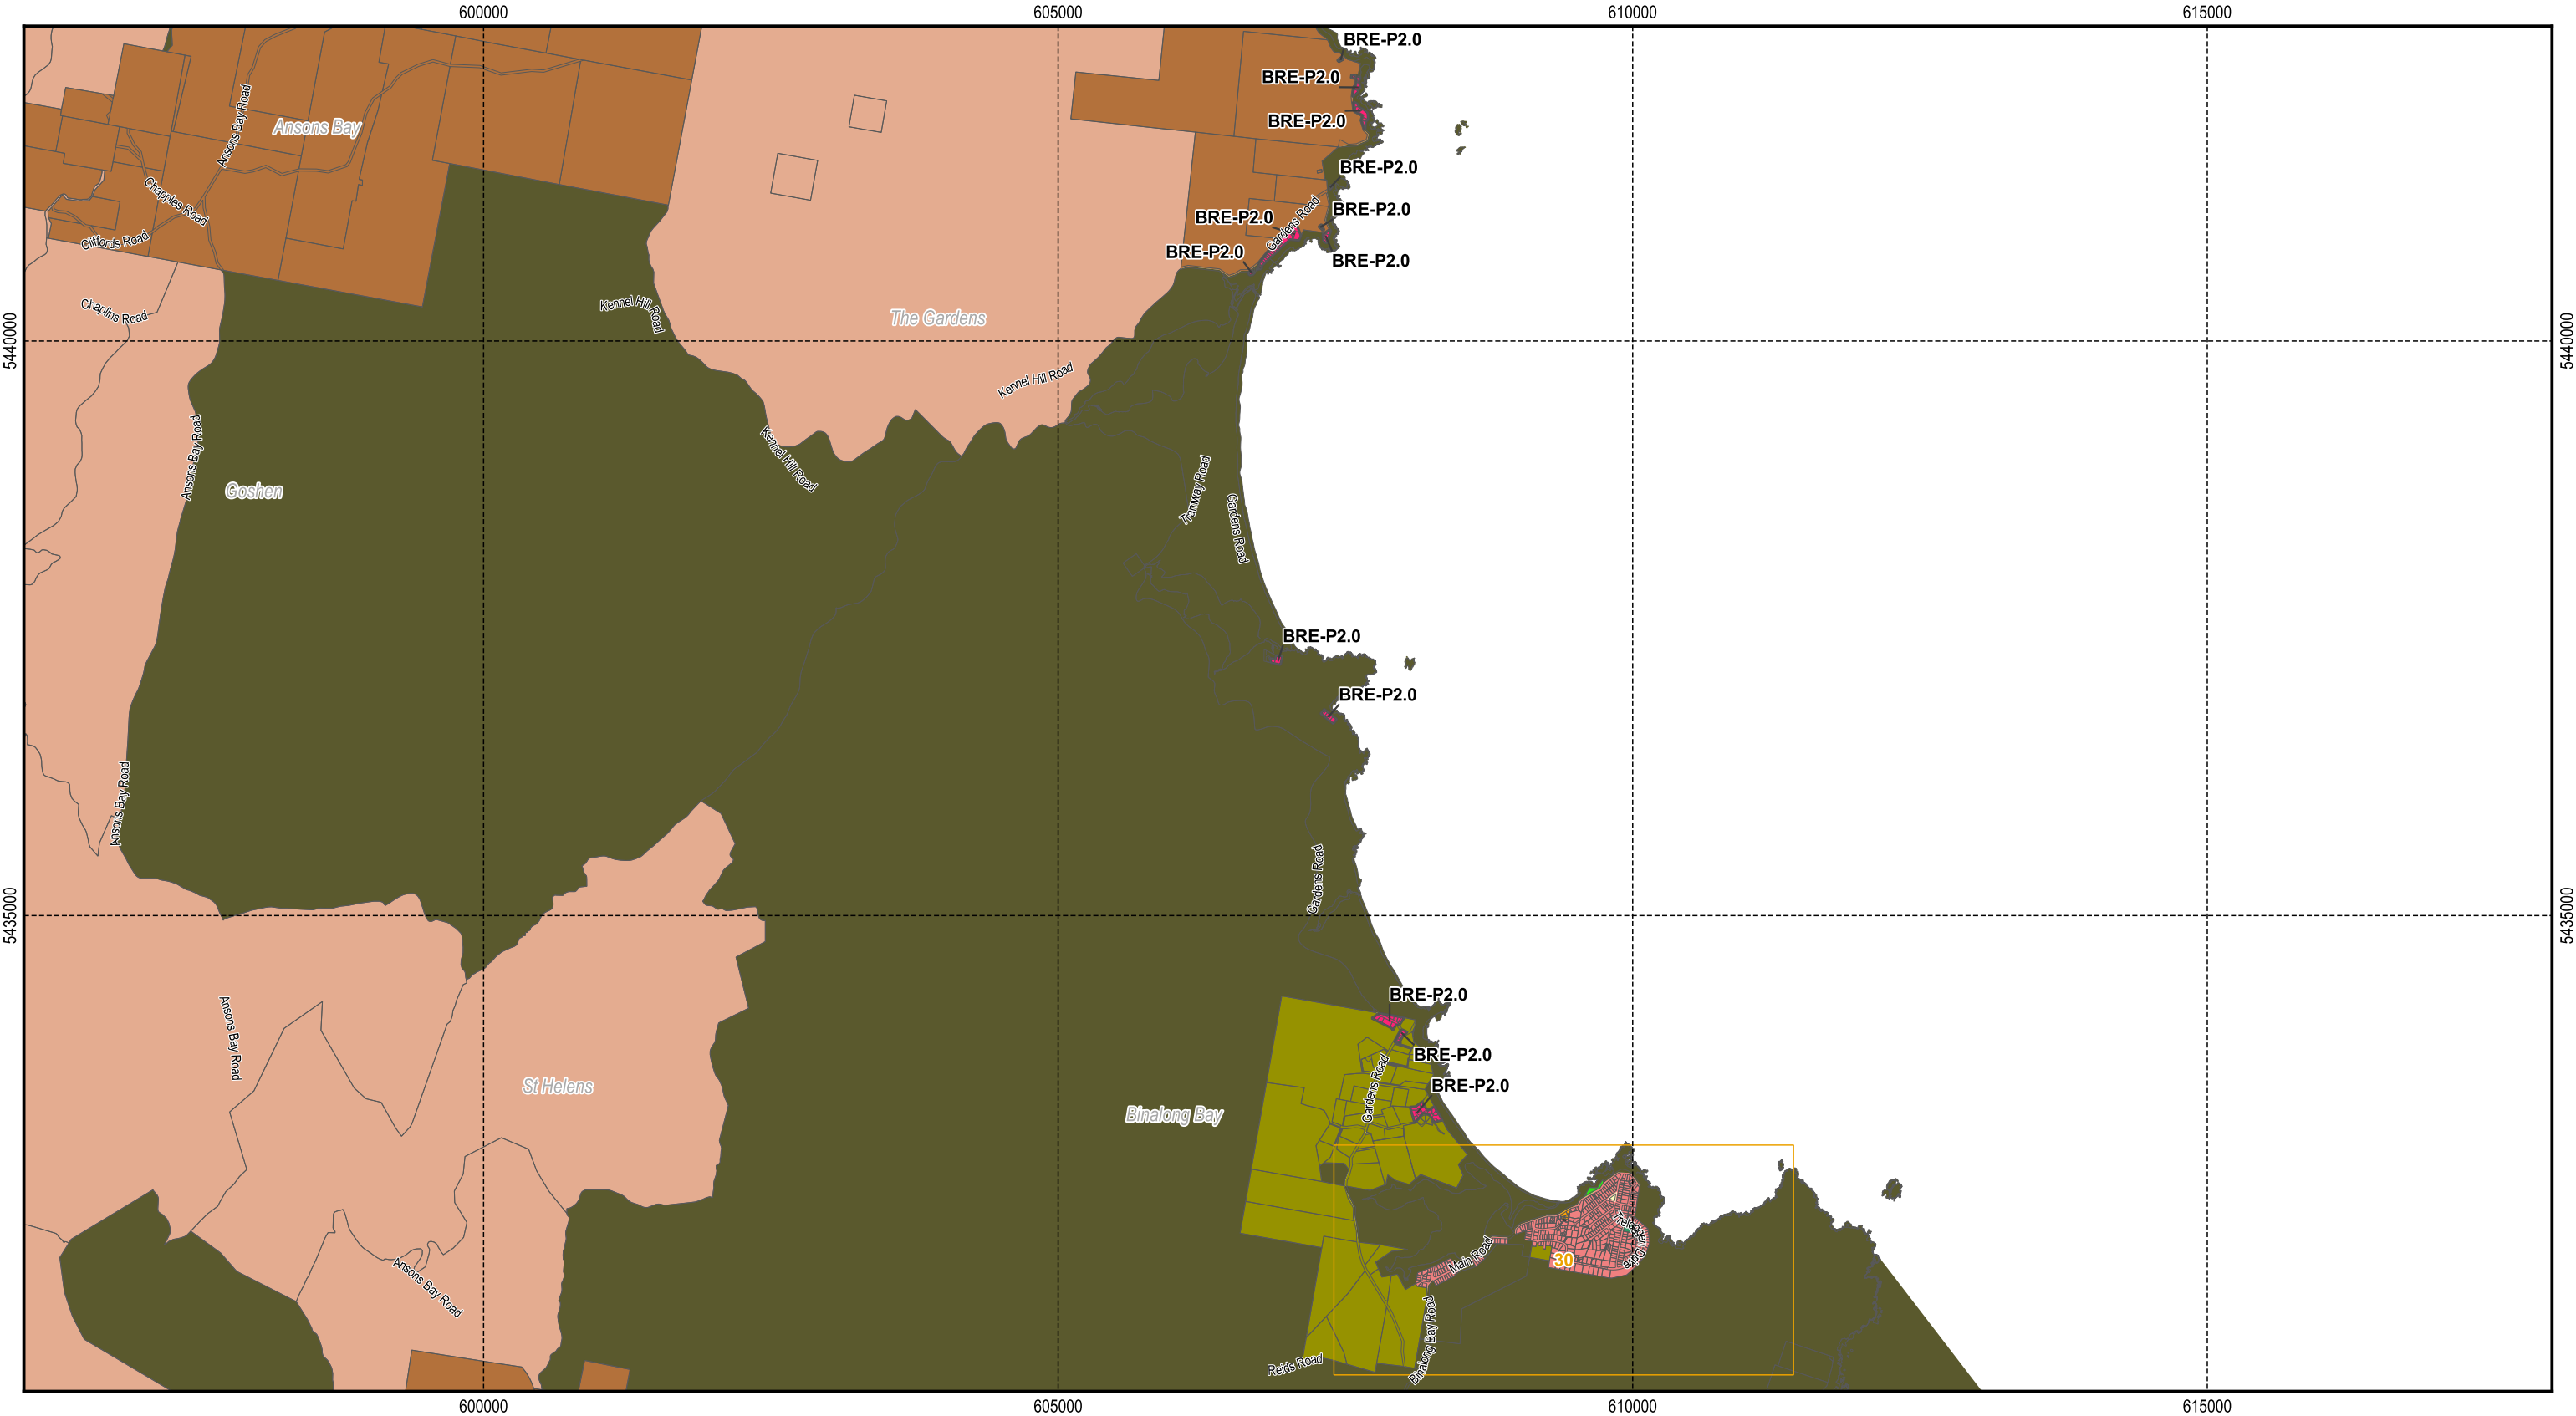 600000
605000
610000
615000
BRE-P2.0
BRE-P2.0
BRE-P2.0
Ansons Bay Road
Ansons Bay
BRE-P2.0
Chapples Road
Gardens Road
BRE-P2.0
BRE-P2.0
Cliffords Road
BRE-P2.0
BRE-P2.0
Chaplins Road
Kennel Hill Road
The Gardens
5440000
5440000
Kennel Hill Road
Ansons Bay Road
Kennel Hill Road
Tramway Road
Goshen
Gardens Road
BRE-P2.0
BRE-P2.0
Ansons Bay Road
Gardens Road
5435000
5435000
BRE-P2.0
Ansons Bay Road
BRE-P2.0
Gardens Road
BRE-P2.0
St Helens
Binalong Bay
Main Road
30
Ansons Bay Road
Binalong Bay Road
Reids Road
600000
605000
610000
615000